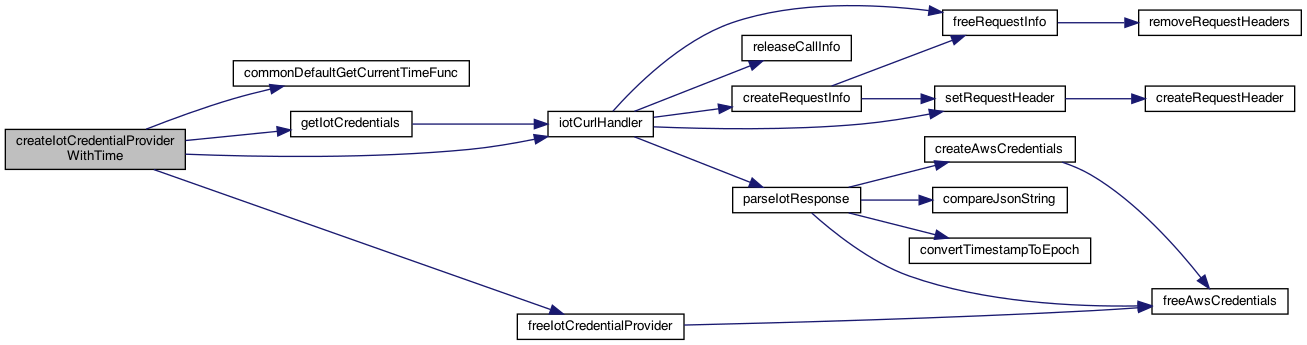 createIotCredentialProvider
WithTime
commonDefaultGetCurrentTimeFunc
getIotCredentials
freeIotCredentialProvider
iotCurlHandler
releaseCallInfo
createRequestInfo
parseIotResponse
freeRequestInfo
setRequestHeader
createAwsCredentials
compareJsonString
convertTimestampToEpoch
removeRequestHeaders
createRequestHeader
freeAwsCredentials